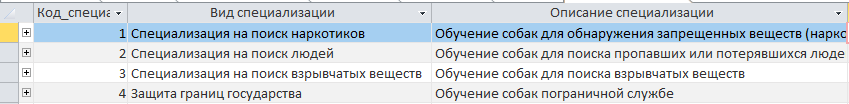 Код_специа Вид специализации Описание специализации
1 Специализация на поиск наркотиков Обучение собак для обнаружения запрещенных веществ (нарко
2 Специализация на поиск людей Обучение собак для поиска пропавших или потерявшихся люде
3 Специализация на поиск взрывчатых веществ Обучение собак для поиска взрывчатых веществ
4 Защита границ государства Обучение собак пограничной службе